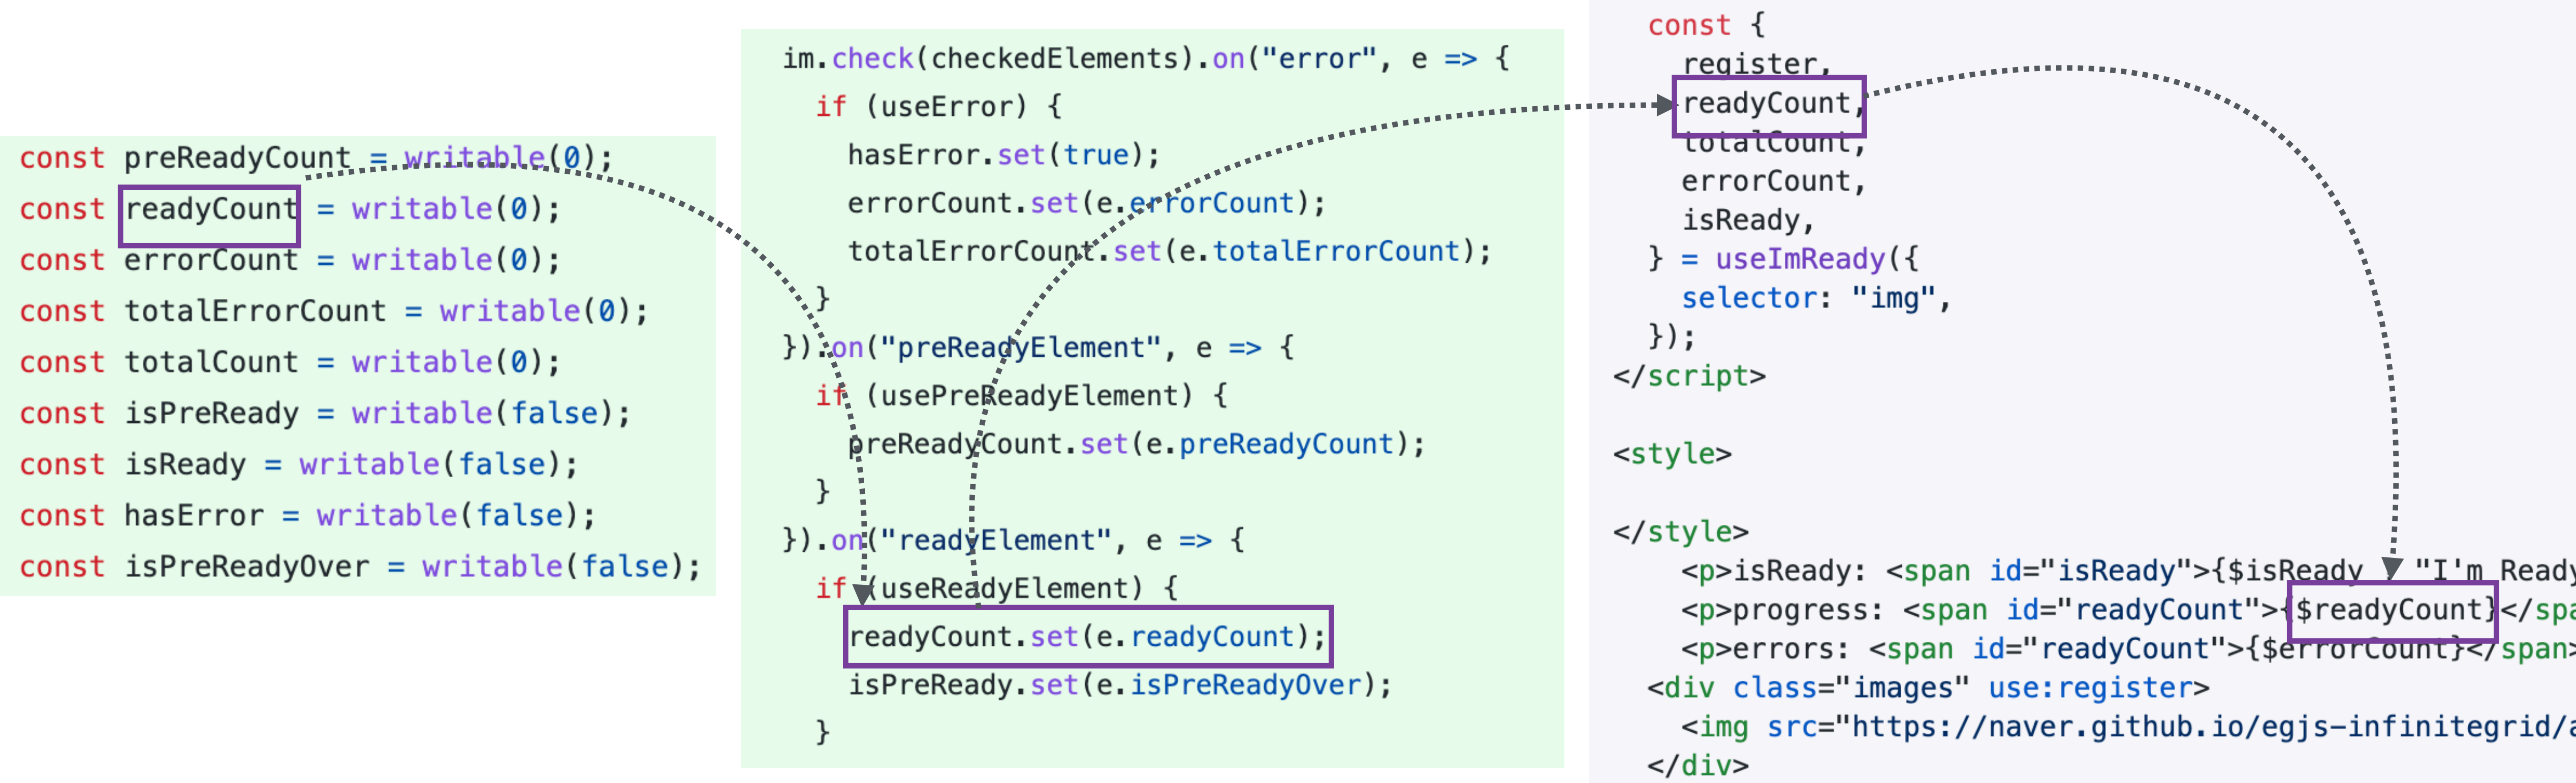 const preReadyCount = writable(0);
const readyCount = writable(0);
const errorCount = writable(0);
const totalErrorCount = writable(0);
const totalCount = writable(0);
const isPreReady = writable(false);
const isReady = writable(false);
const hasError = writable(false);
const isPreReadyOver = writable(false);
im.check(checkedElements).on("error", e => {
if (useError) {
hasError.set(true);
errorCount.set(e.errorCount);
totalErrorCount.set(e.totalErrorCount);
}
}).on("preReadyElement", e => {
if (usePreReadyElement) {
preReadyCount.set(e.preReadyCount);
}
}).on("readyElement", e => {
if (useReadyElement) {
readyCount.set(e.readyCount);
isPreReady.set(e.isPreReadyOver);
}
const {
register,
readyCount,
totalCount,
errorCount,
isReady,
} = useImReady({
selector: "img",
});
</script>
<style>
</style>
<p>isReady: <span id="isReady">{$isReady "I'm Ready
<p>progress: <span id="readyCount">{$readyCount}</spa
<p>errors: <span id="readyCount">{$errorCount}</span>
<div class="images" use:register>
<img src="https://naver.github.io/egjs-infinitegrid/a
</div>